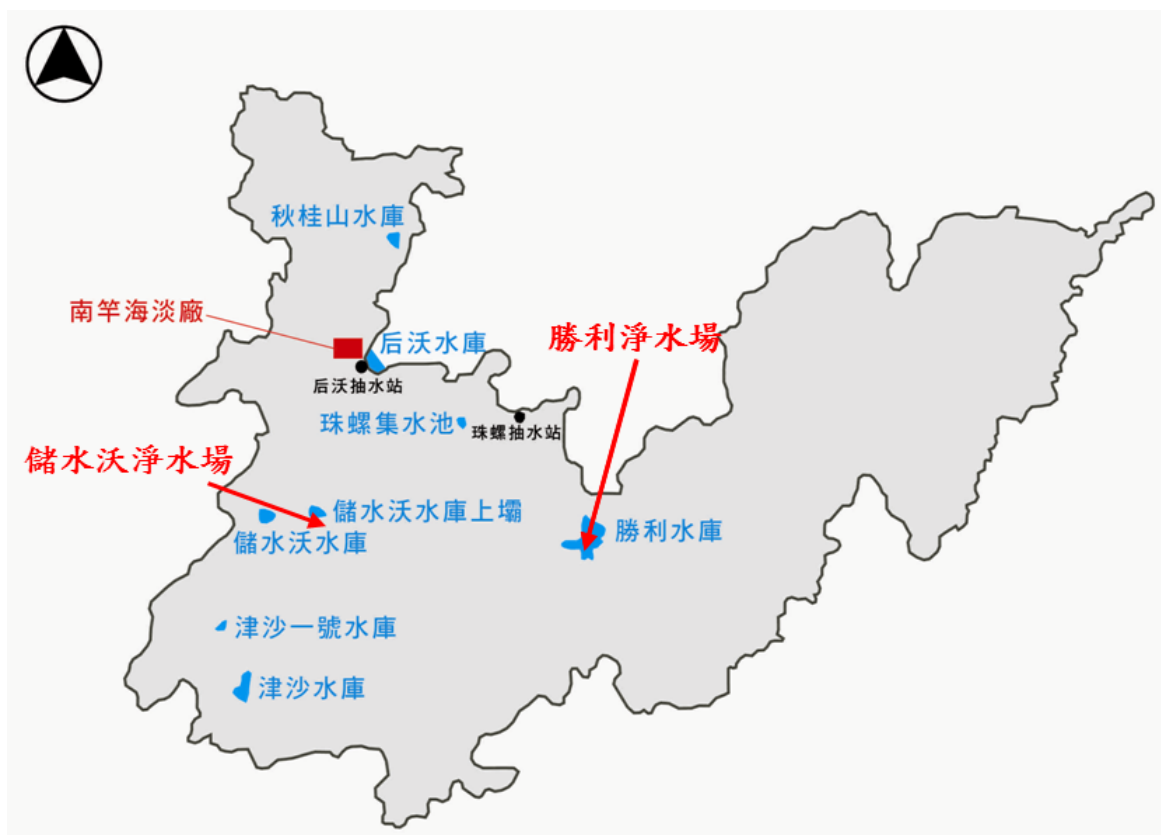 秋桂山水庫
南竿海淡廠
后沃水庫
勝利淨水場
后沃抽水站
珠螺集水池
珠螺抽水站
儲水沃淨水場
儲水沃水庫上壩
勝利水庫
儲水沃水庫
津沙一號水庫
津沙水庫